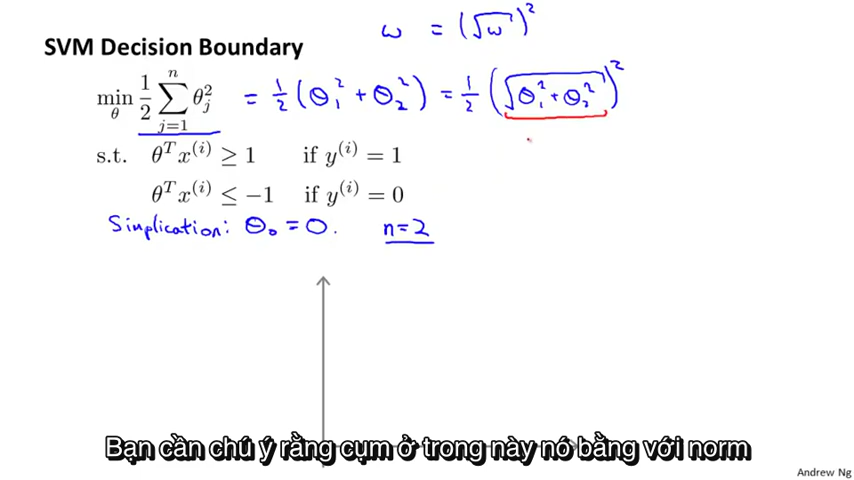 ω = (√ω)²
SVM Decision Boundary
min_θ 1/2 ∑_{j=1}^{n} θ_j² = 1/2 (θ₁² + θ₂²) = 1/2 (√(θ₁² + θ₂²))²
s.t. θᵀx⁽ⁱ⁾ ≥ 1 if y⁽ⁱ⁾ = 1
θᵀx⁽ⁱ⁾ ≤ −1 if y⁽ⁱ⁾ = 0
Simplication: θ₀ = 0. n=2
Bạn cần chú ý rằng cụm ở trong này nó bằng với norm
Andrew Ng